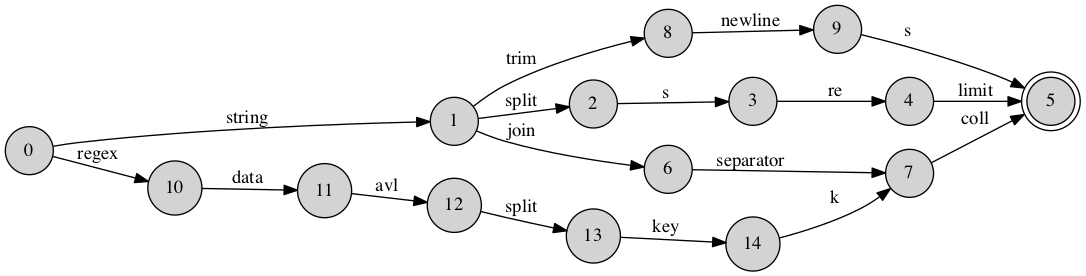 newline
8
9
s
trim
split
s
re
limit
2
3
4
5
string
1
join
coll
0
regex
separator
6
7
10
data
11
avl
12
split
13
key
14
k